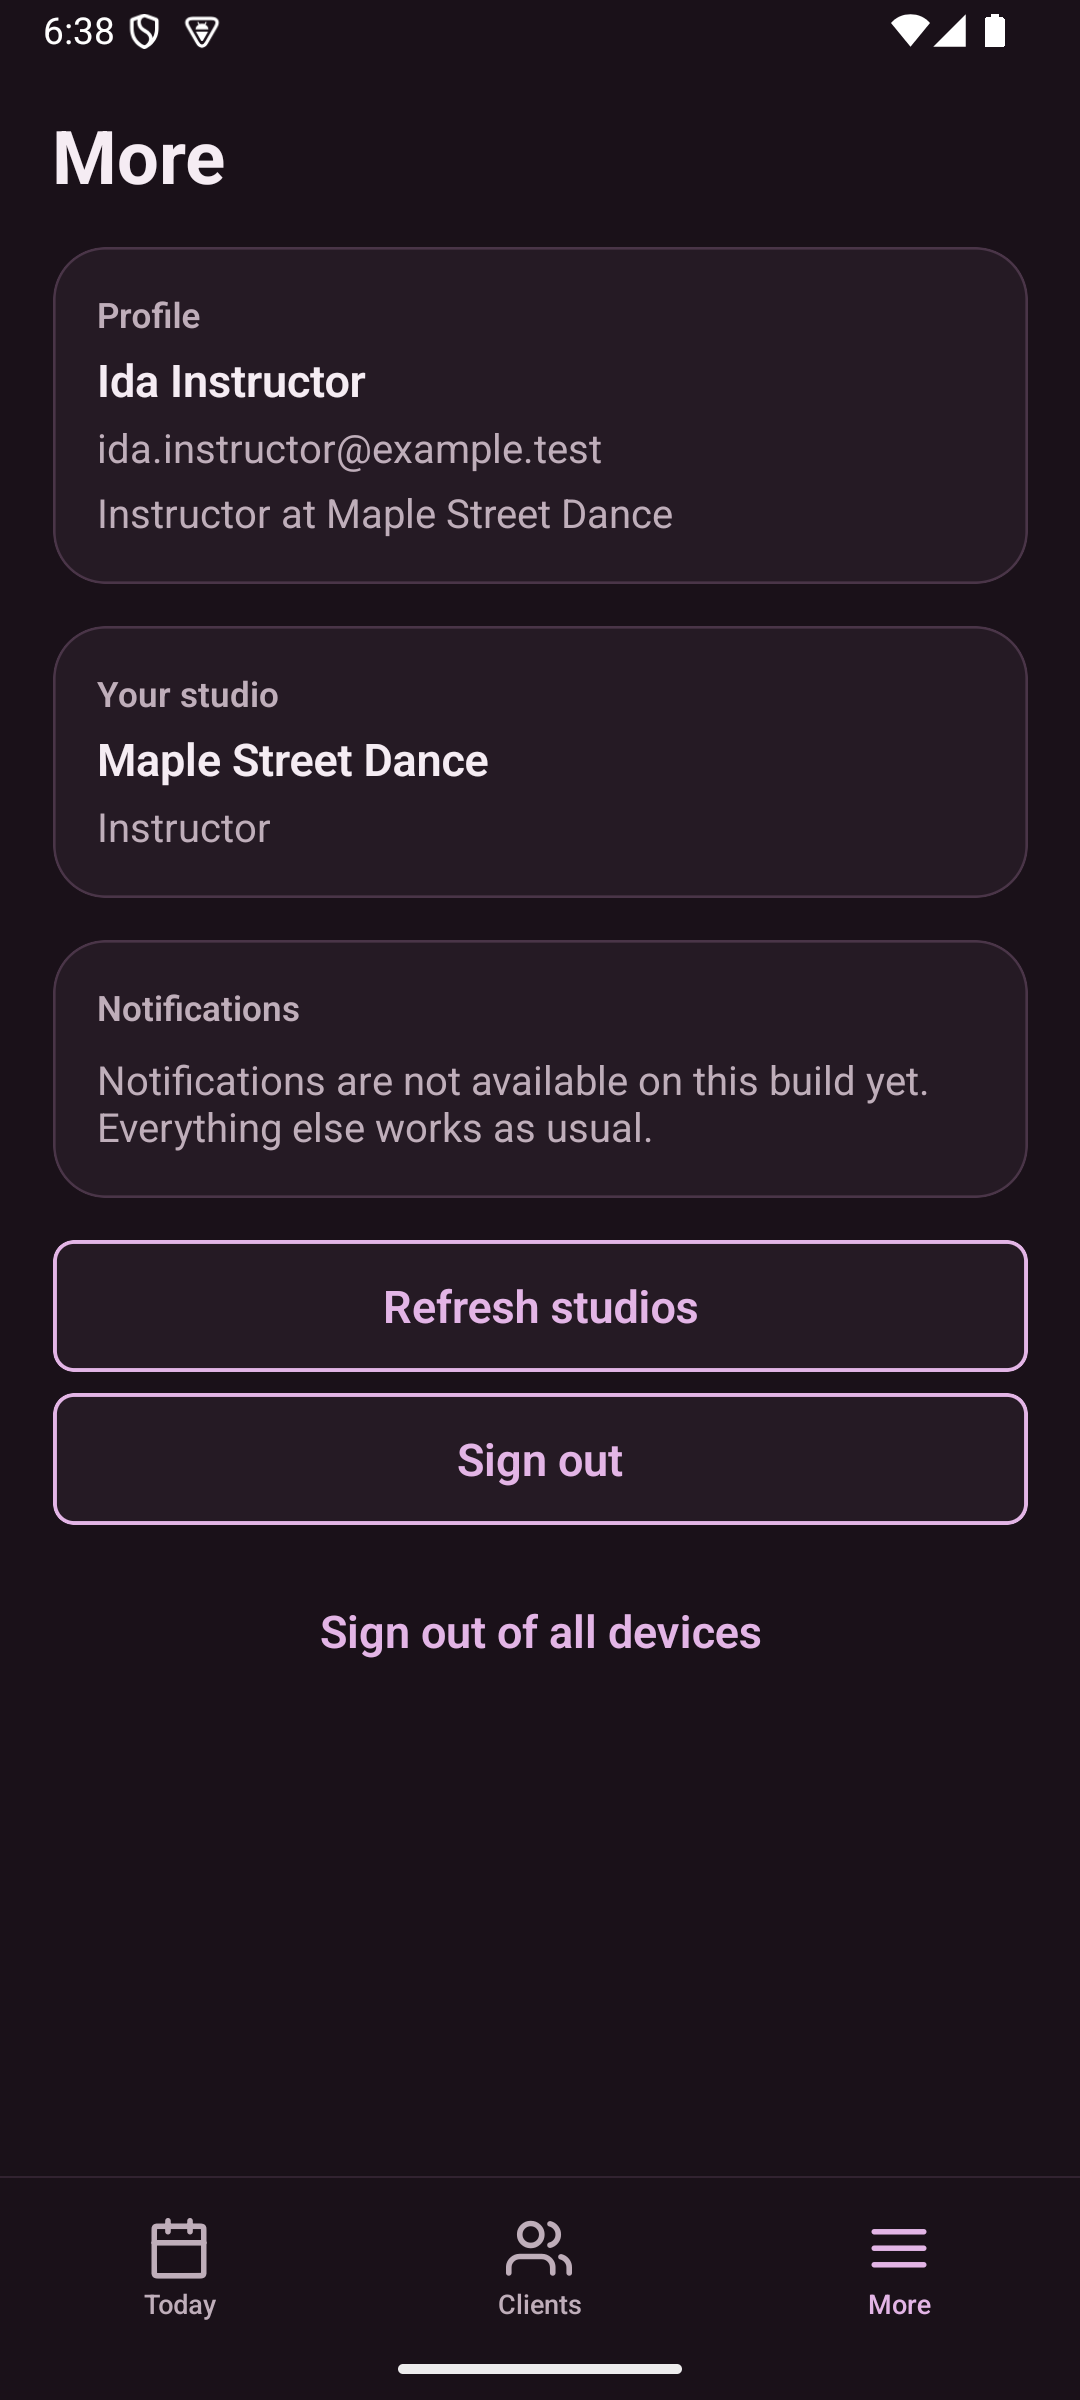 6:38
More
Profile
Ida Instructor
ida.instructor@example.test
Instructor at Maple Street Dance
Your studio
Maple Street Dance
Instructor
Notifications
Notifications are not available on this build yet.
Everything else works as usual.
Refresh studios
Sign out
Sign out of all devices
Today
Clients
More